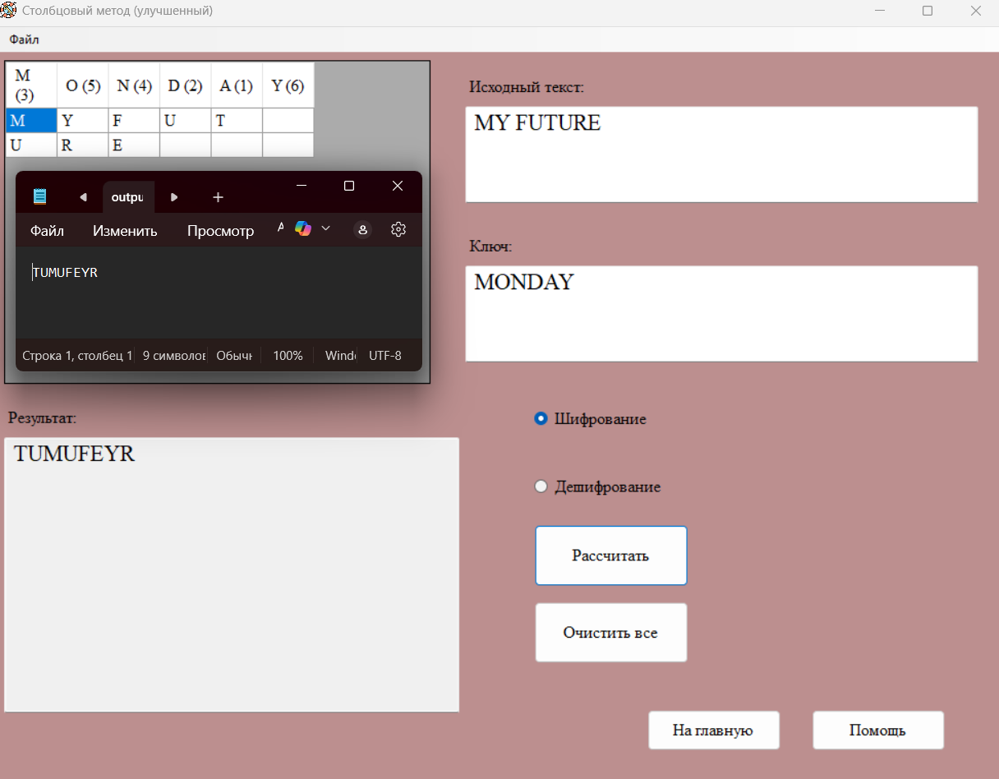 Столбцовый метод (улучшенный)
Файл
M (3) O (5) N (4) D (2) A (1) Y (6)
M Y F U T
U R E
outpu
Файл Изменить Просмотр
TUMUFEYR
Строка 1, столбец 1 9 символов Обычн 100% Windo UTF-8
Исходный текст:
MY FUTURE
Ключ:
MONDAY
Результат:
TUMUFEYR
Шифрование
Дешифрование
Рассчитать
Очистить все
На главную Помощь